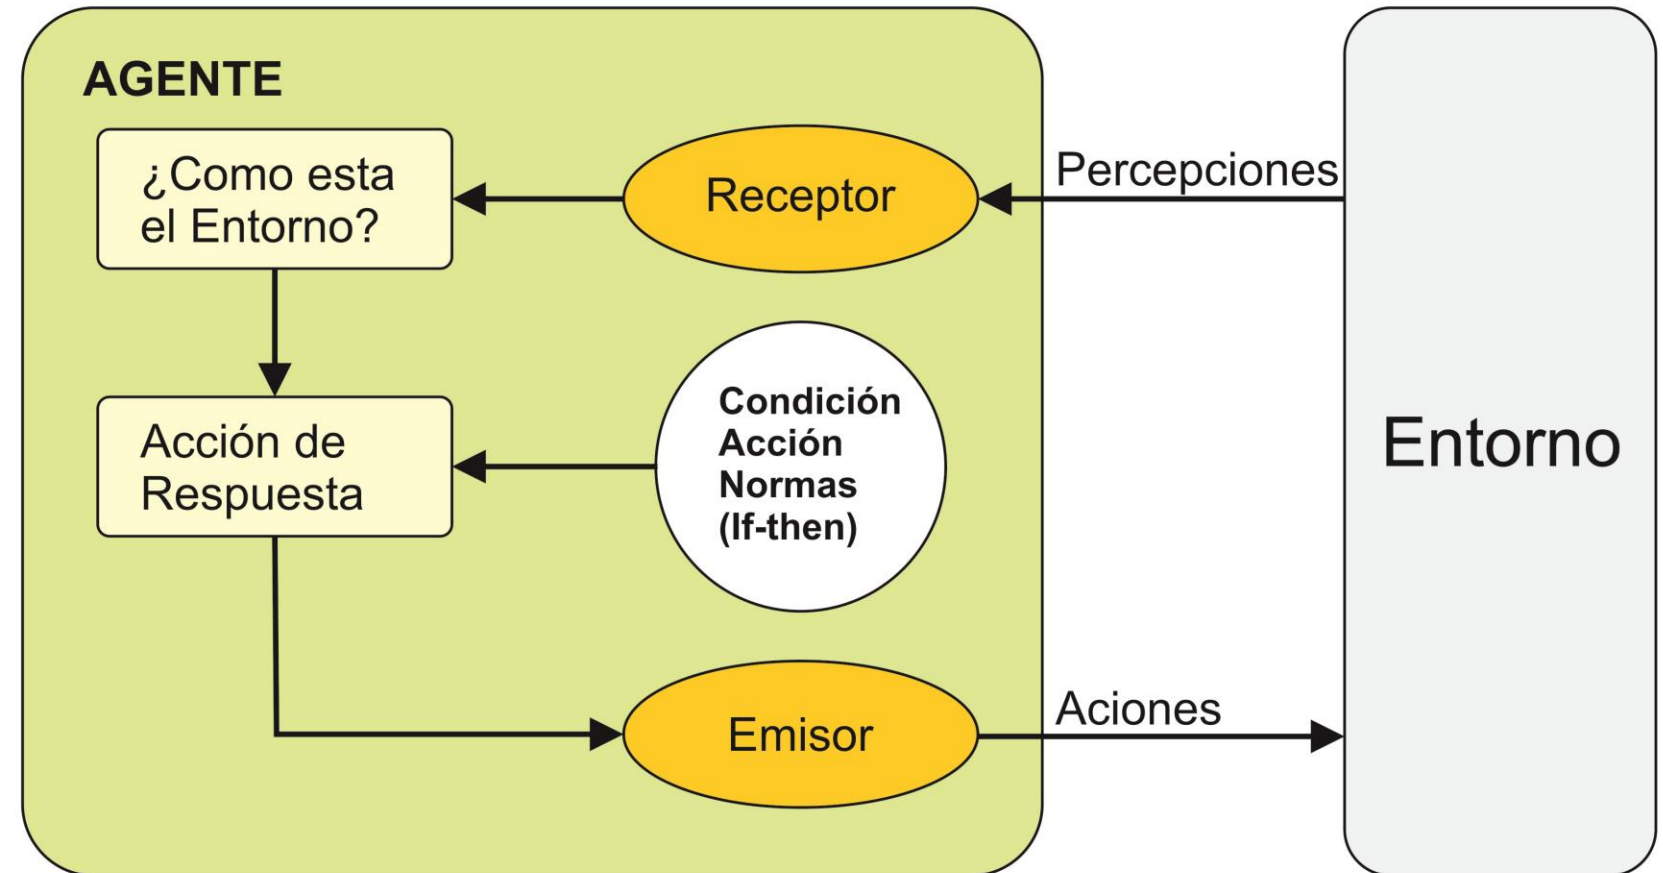 AGENTE
¿Como esta
el Entorno?
Receptor
Percepciones
Acción de
Respuesta
Condición
Acción
Normas
(If-then)
Entorno
Emisor
Aciones